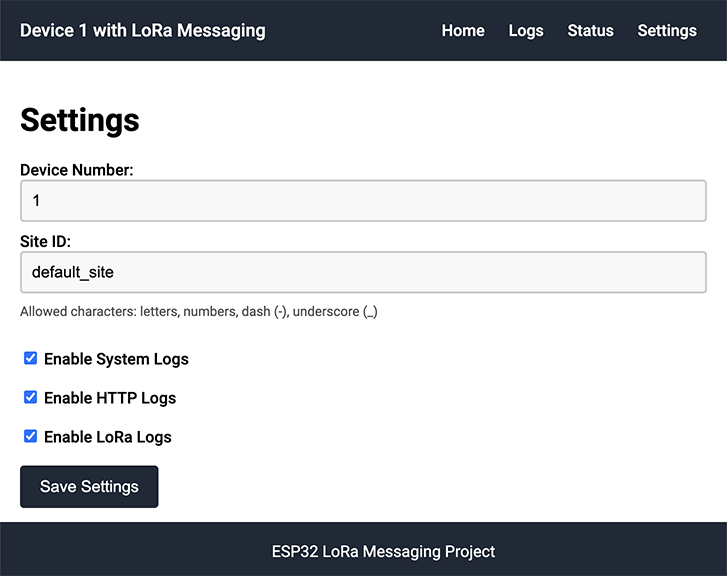 Device 1 with LoRa Messaging Home Logs Status Settings
Settings
Device Number:
1
Site ID:
default_site
Allowed characters: letters, numbers, dash (-), underscore (_)
Enable System Logs
Enable HTTP Logs
Enable LoRa Logs
Save Settings
ESP32 LoRa Messaging Project